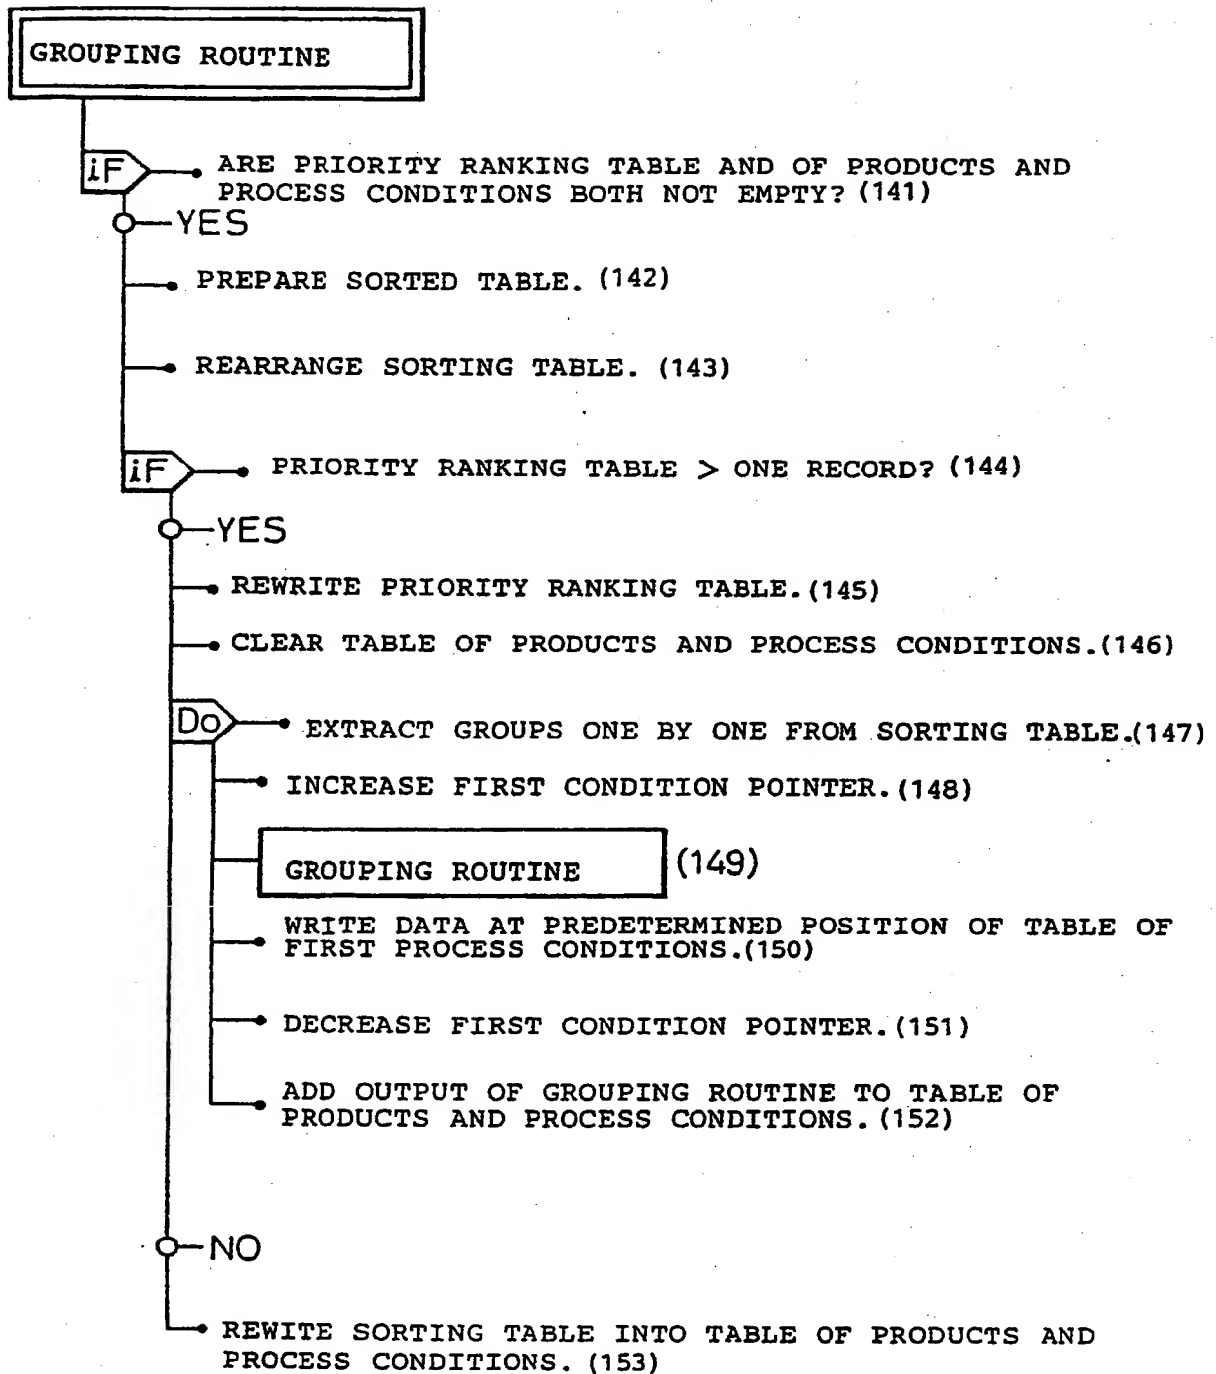 GROUPING ROUTINE
iF
ARE PRIORITY RANKING TABLE AND OF PRODUCTS AND
PROCESS CONDITIONS BOTH NOT EMPTY? (141)
YES
PREPARE SORTED TABLE. (142)
REARRANGE SORTING TABLE. (143)
iF
PRIORITY RANKING TABLE > ONE RECORD? (144)
YES
REWRITE PRIORITY RANKING TABLE. (145)
CLEAR TABLE OF PRODUCTS AND PROCESS CONDITIONS. (146)
Do
EXTRACT GROUPS ONE BY ONE FROM SORTING TABLE. (147)
INCREASE FIRST CONDITION POINTER. (148)
GROUPING ROUTINE
(149)
WRITE DATA AT PREDETERMINED POSITION OF TABLE OF
FIRST PROCESS CONDITIONS. (150)
DECREASE FIRST CONDITION POINTER. (151)
ADD OUTPUT OF GROUPING ROUTINE TO TABLE OF
PRODUCTS AND PROCESS CONDITIONS. (152)
NO
REWITE SORTING TABLE INTO TABLE OF PRODUCTS AND
PROCESS CONDITIONS. (153)